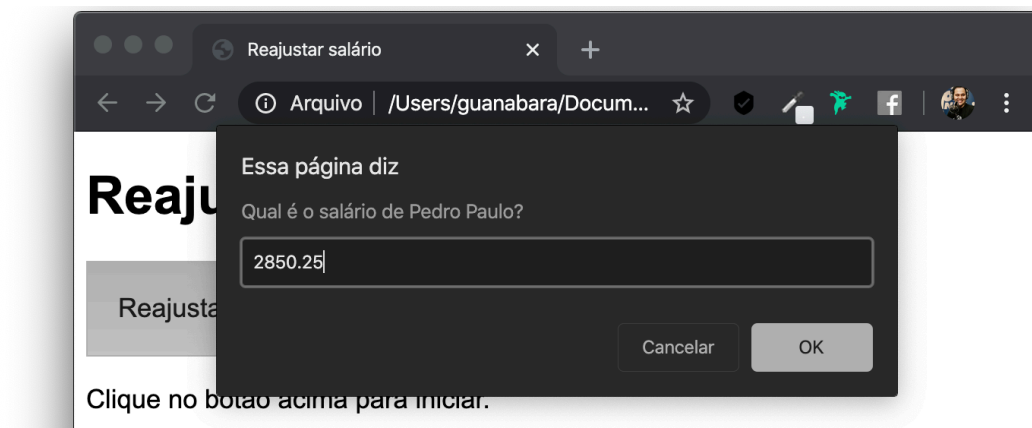 Reajustar salário
Arquivo | /Users/guanabara/Docum...
Essa página diz
Reaju
Qual é o salário de Pedro Paulo?
2850.25
Reajusta
Cancelar
OK
Clique no botão acima para iniciar.